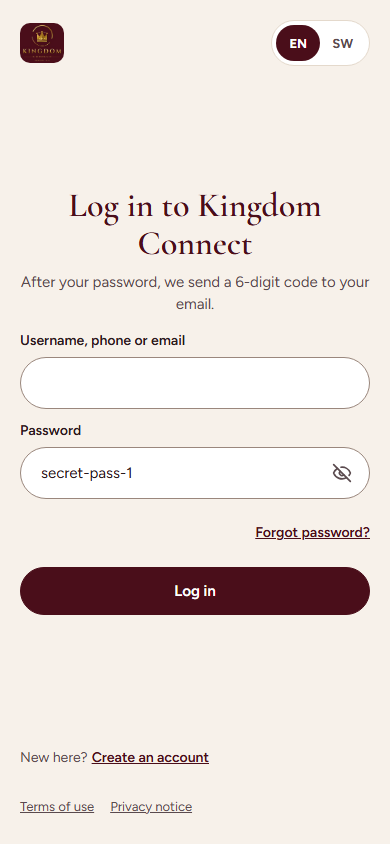 KINGDOM
EN
SW
Log in to Kingdom
Connect
After your password, we send a 6-digit code to your
email.
Username, phone or email
Password
secret-pass-1
Forgot password?
Log in
New here? Create an account
Terms of use
Privacy notice